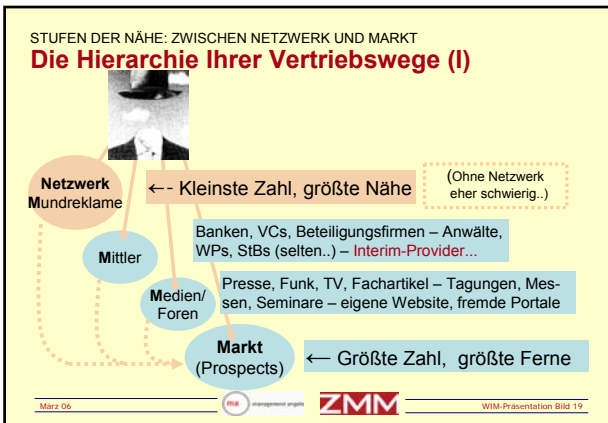 STUFEN DER NÄHE: ZWISCHEN NETZWERK UND MARKT
Die Hierarchie Ihrer Vertriebswege (I)
Netzwerk
Mundreklame
←- Kleinste Zahl, größte Nähe
(Ohne Netzwerk
eher schwierig..)
Mittler
Banken, VCs, Beteiligungsfirmen – Anwälte,
WPs, StBs (selten..) – Interim-Provider...
Medien/
Foren
Presse, Funk, TV, Fachartikel – Tagungen, Mes-
sen, Seminare – eigene Website, fremde Portale
Markt
(Prospects)
← Größte Zahl, größte Ferne
März 06
ma management angels
ZMM
WIM-Präsentation Bild 19